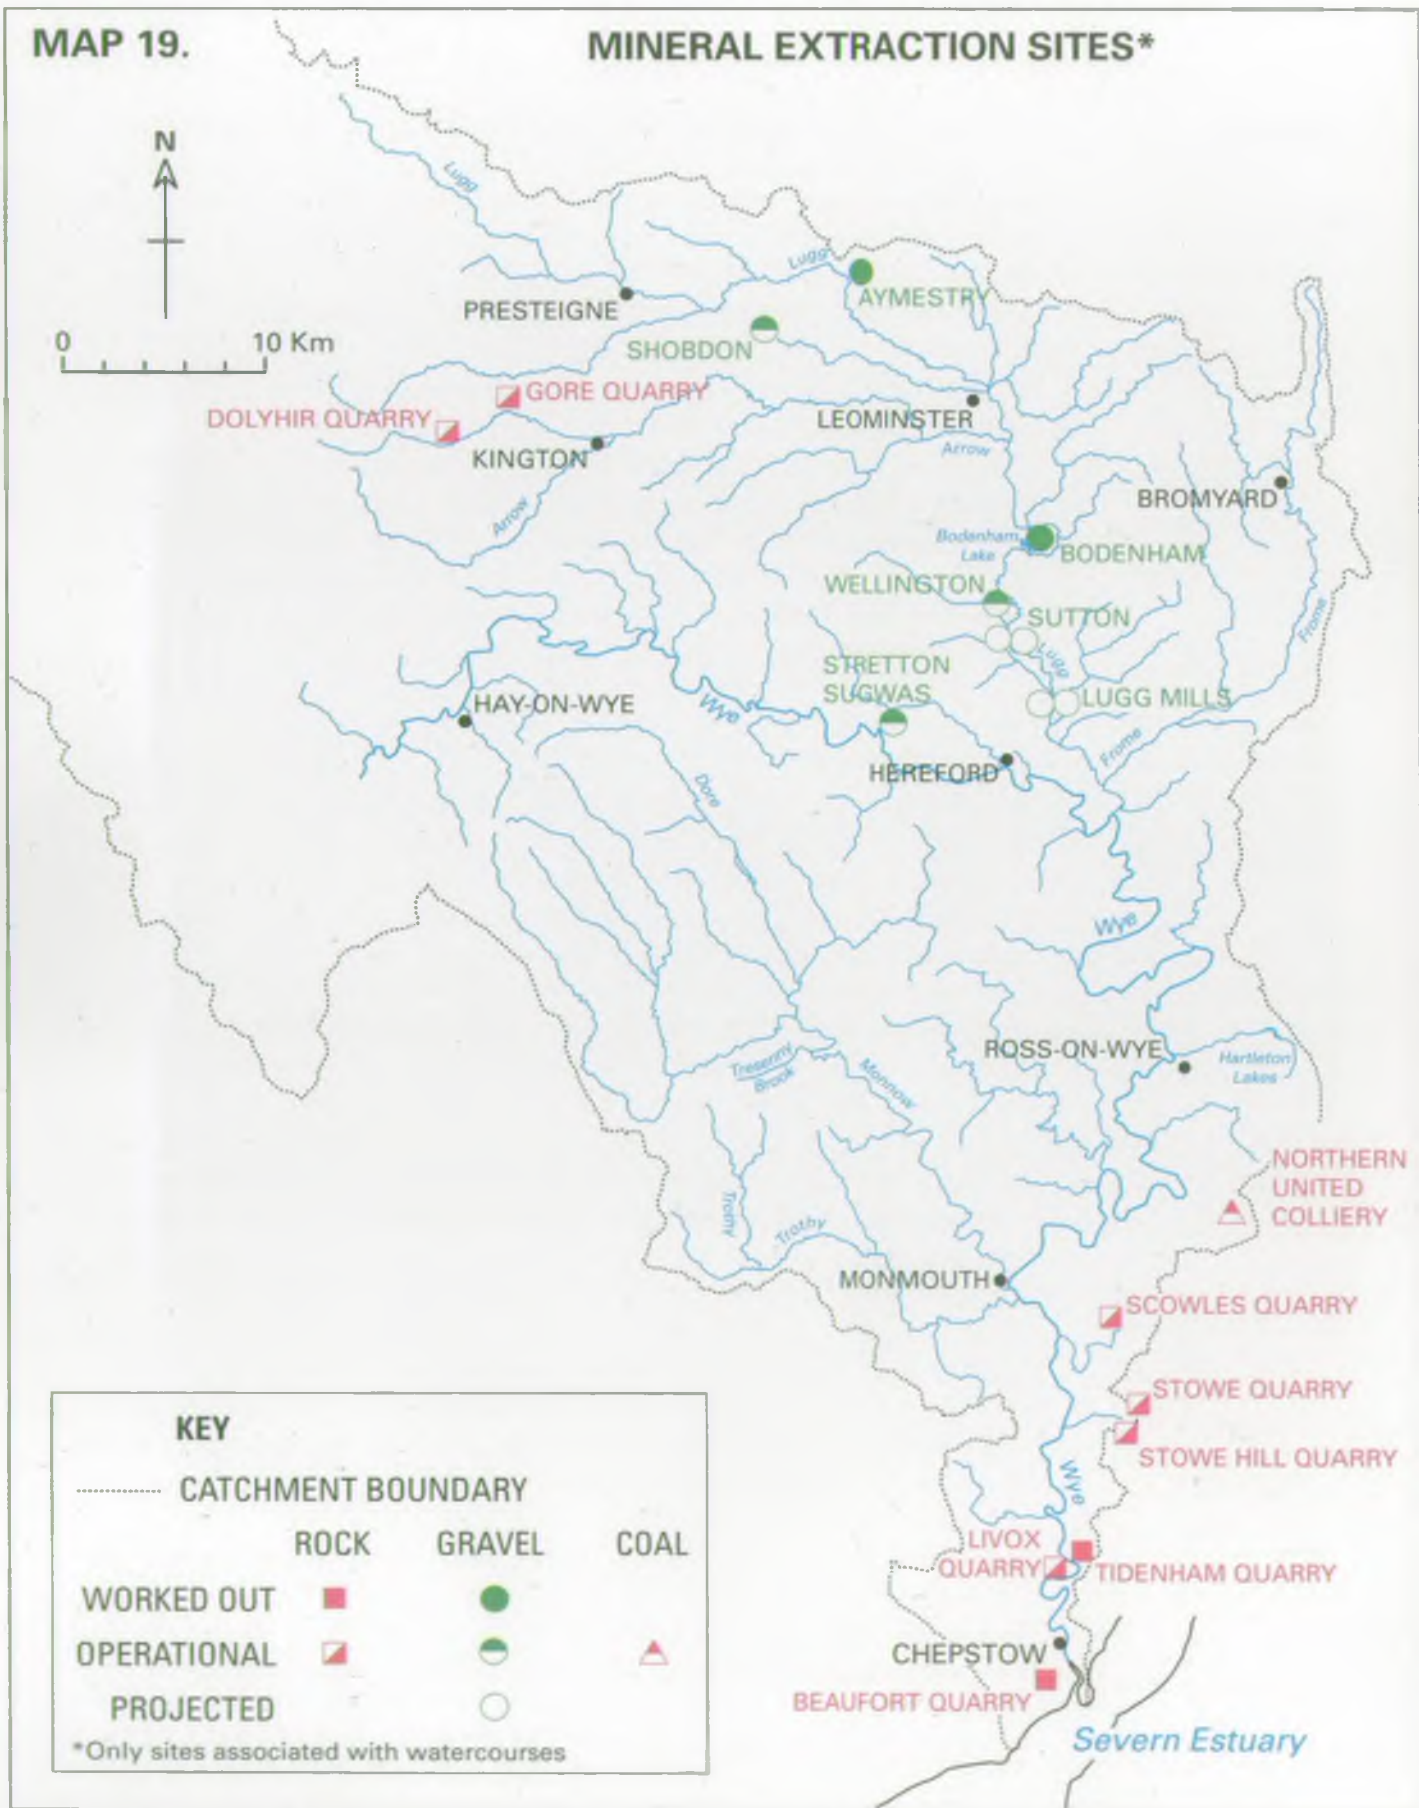 MAP 19.
MINERAL EXTRACTION SITES*
N
0 10 Km
Lugg
Lugg
AYMESTRY
PRESTEIGNE
SHOBDON
GORE QUARRY
DOLYHIR QUARRY
LEOMINSTER
KINGTON
Arrow
Arrow
BROMYARD
Bodenham
Lake
BODENHAM
WELLINGTON
SUTTON
Lugg
Frome
STRETTON
SUGWAS
LUGG MILLS
HAY-ON-WYE
Wye
Frome
HEREFORD
Dore
Wye
ROSS-ON-WYE
Hartleton
Lakes
Tresenny
Brook
Monnow
NORTHERN
UNITED
COLLIERY
Trothy
Trothy
MONMOUTH
SCOWLES QUARRY
STOWE QUARRY
STOWE HILL QUARRY
Wye
LIVOX
QUARRY
TIDENHAM QUARRY
CHEPSTOW
BEAUFORT QUARRY
Severn Estuary
KEY
CATCHMENT BOUNDARY
ROCK GRAVEL COAL
WORKED OUT
OPERATIONAL
PROJECTED
*Only sites associated with watercourses